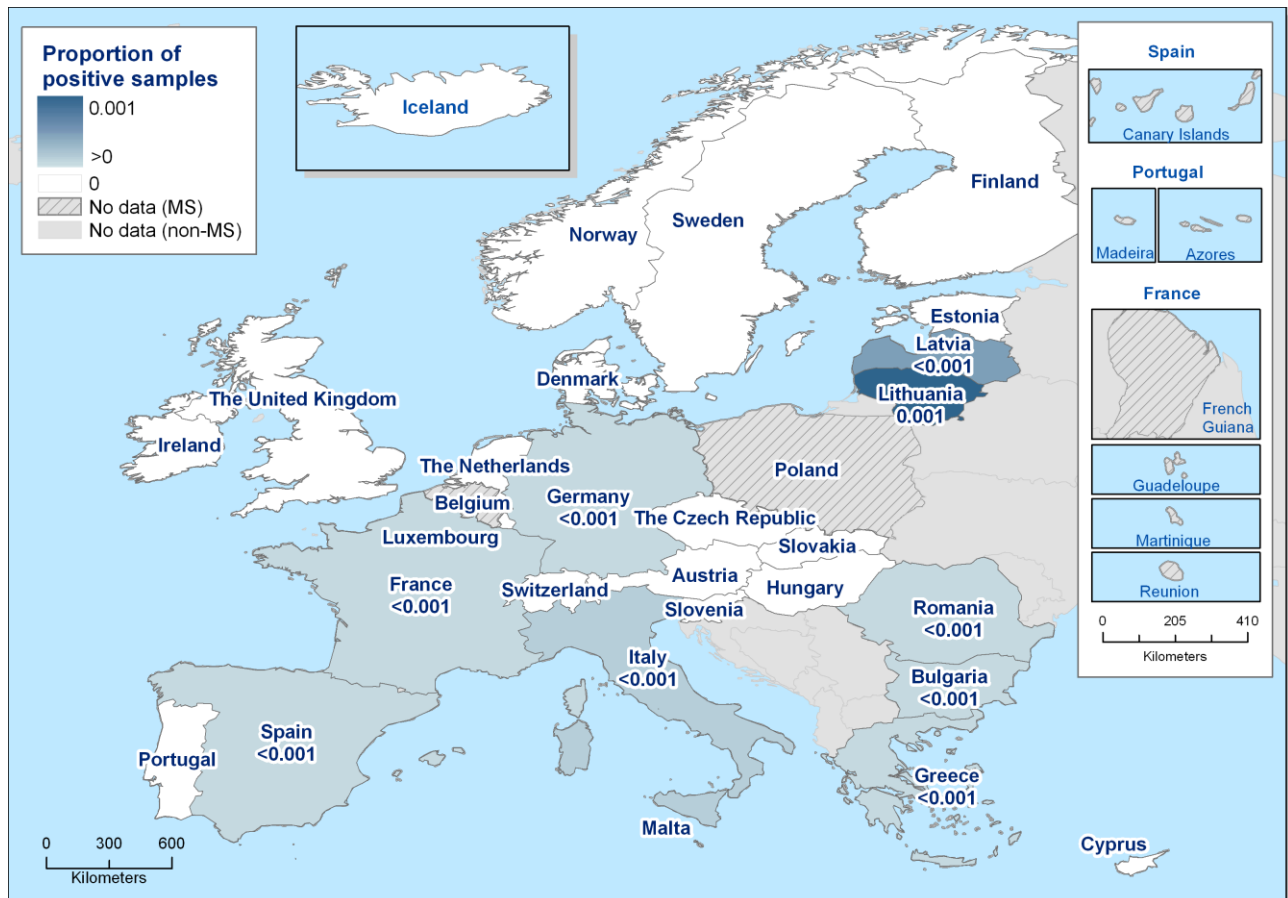 Proportion of
positive samples
0.001
>0
0
No data (MS)
No data (non-MS)
Iceland
Norway
Sweden
Finland
Estonia
Latvia
<0.001
Lithuania
0.001
Denmark
The United Kingdom
Ireland
The Netherlands
Belgium
Luxembourg
Germany
<0.001
Poland
The Czech Republic
Slovakia
Austria
Hungary
Switzerland
Slovenia
France
<0.001
Romania
<0.001
Bulgaria
<0.001
Italy
<0.001
Spain
<0.001
Portugal
Greece
<0.001
Malta
Cyprus
0 300 600
Kilometers
Spain
Canary Islands
Portugal
Madeira
Azores
France
French
Guiana
Guadeloupe
Martinique
Reunion
0 205 410
Kilometers